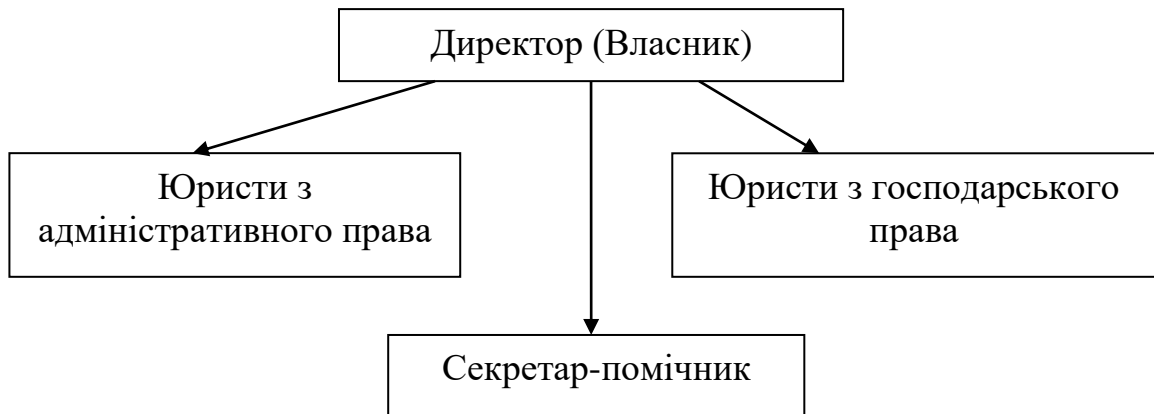 Директор (Власник)
Юристи з
адміністративного права
Юристи з господарського
права
Секретар-помічник